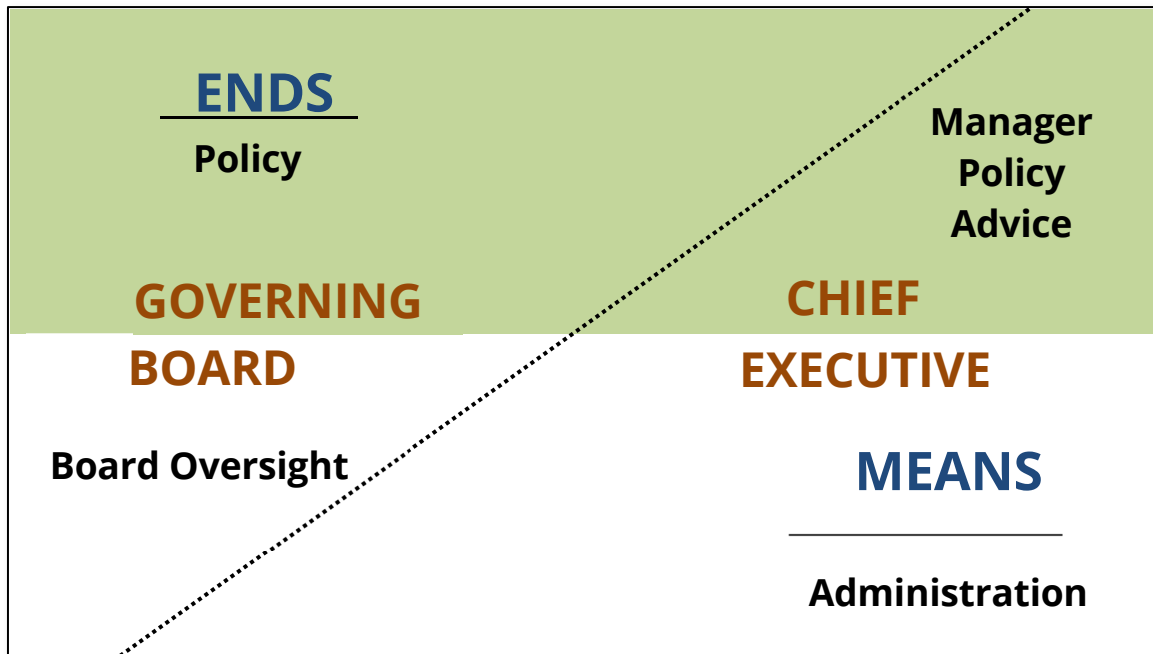 ENDS
Policy
Manager
Policy
Advice
GOVERNING
BOARD
CHIEF
EXECUTIVE
Board Oversight
MEANS
Administration